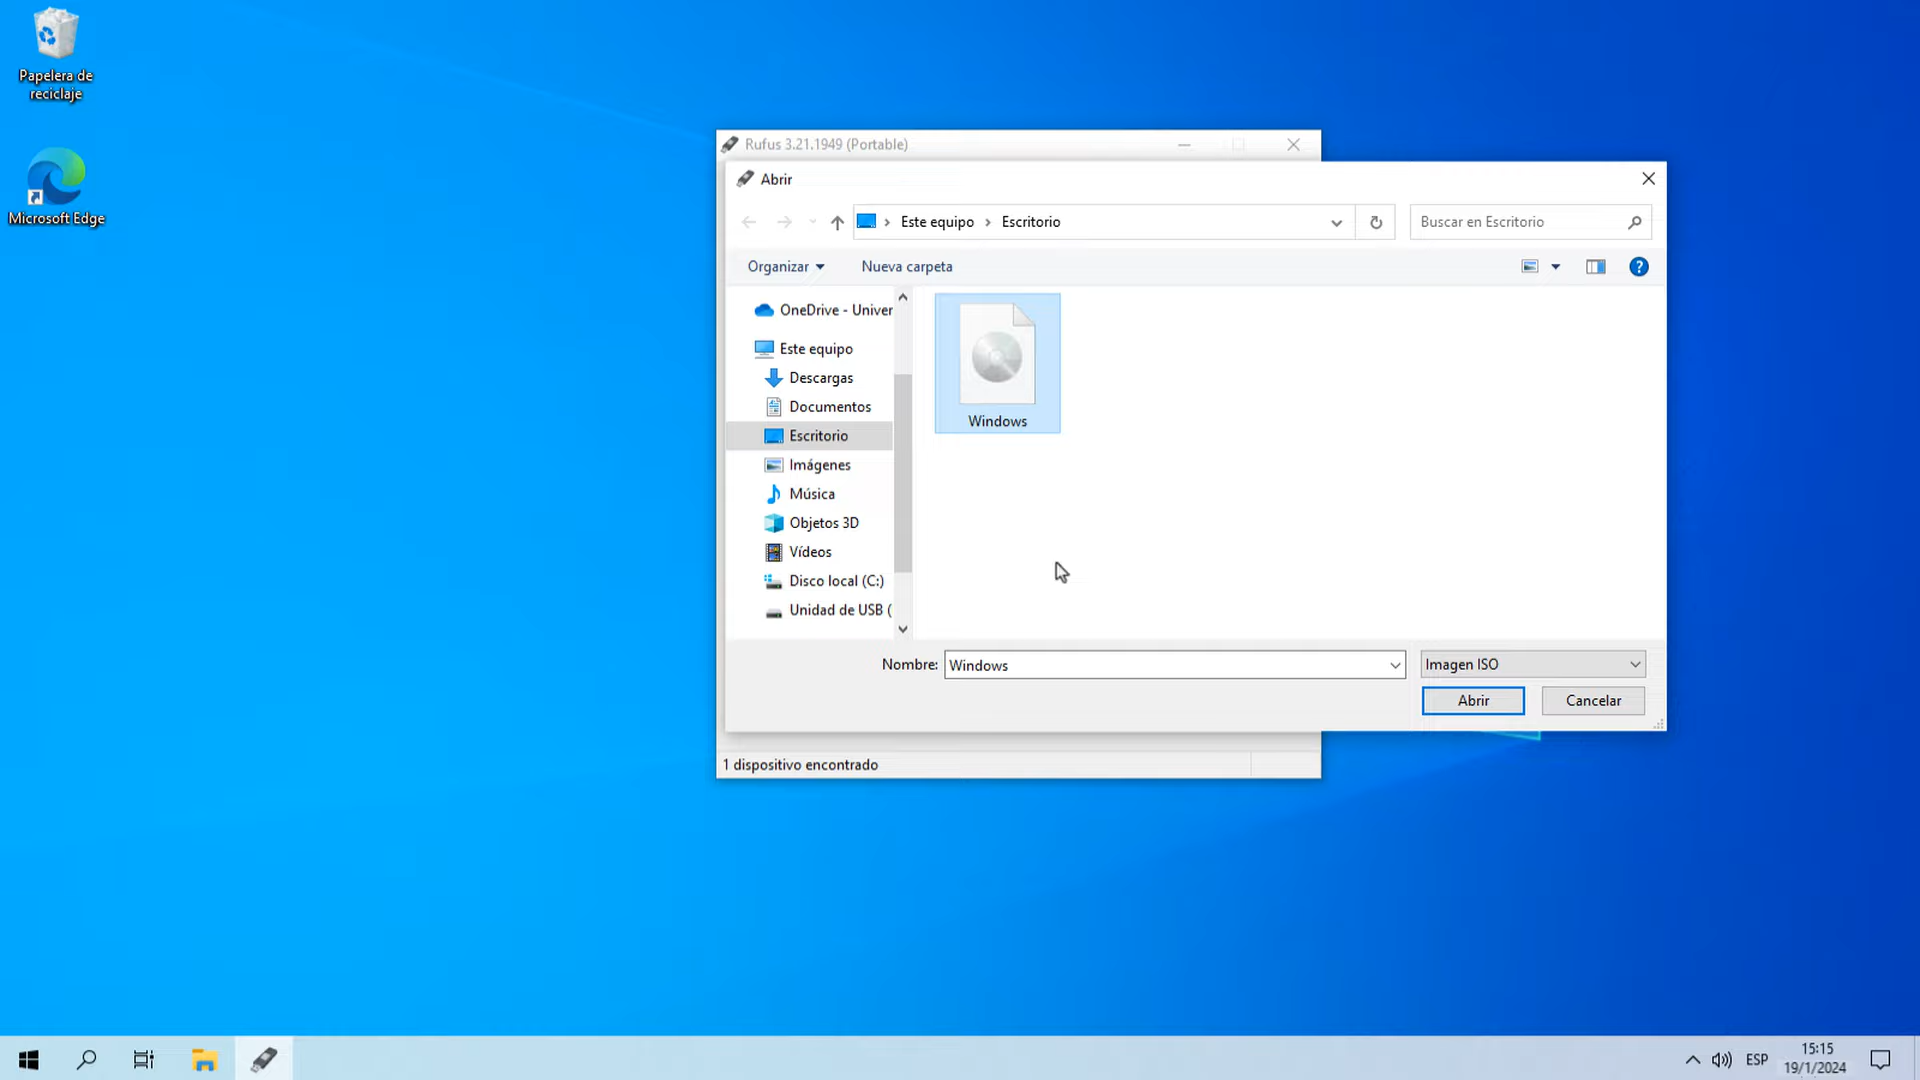 Papelera de
reciclaje
Microsoft Edge
Rufus 3.21.1949 (Portable)
Abrir
Este equipo
Escritorio
Buscar en Escritorio
Organizar
Nueva carpeta
?
OneDrive - Univer
Este equipo
Descargas
Documentos
Escritorio
Imágenes
Música
Objetos 3D
Vídeos
Disco local (C:)
Unidad de USB (
Windows
Nombre:
Windows
Imagen ISO
Abrir
Cancelar
1 dispositivo encontrado
ESP
15:15
19/1/2024